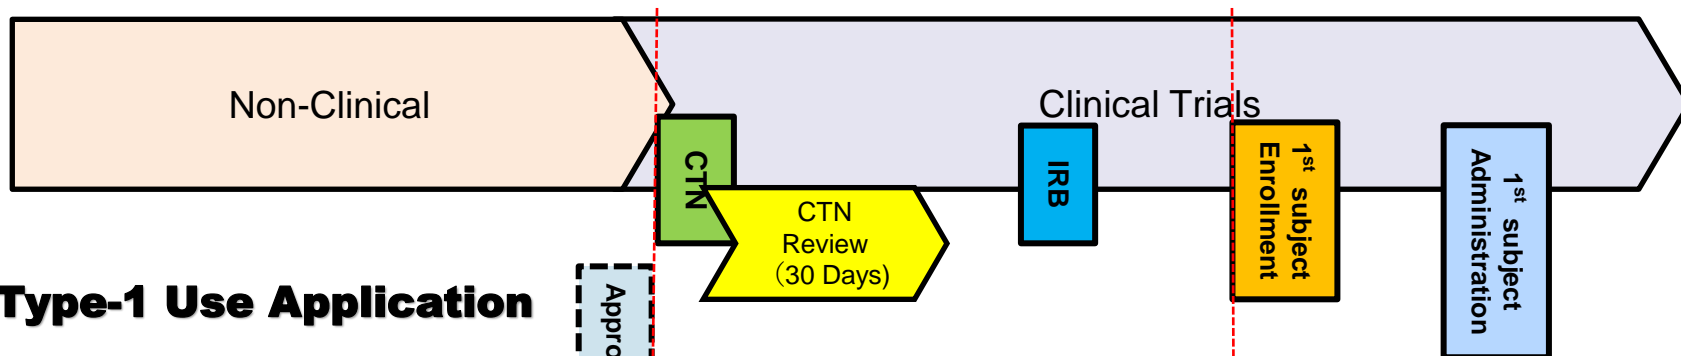 Non-Clinical
Clinical Trials
CTN
CTN
Review
（30 Days)
IRB
1st subject
Enrollment
1st subject
Administration
Type-1 Use Application
Appro